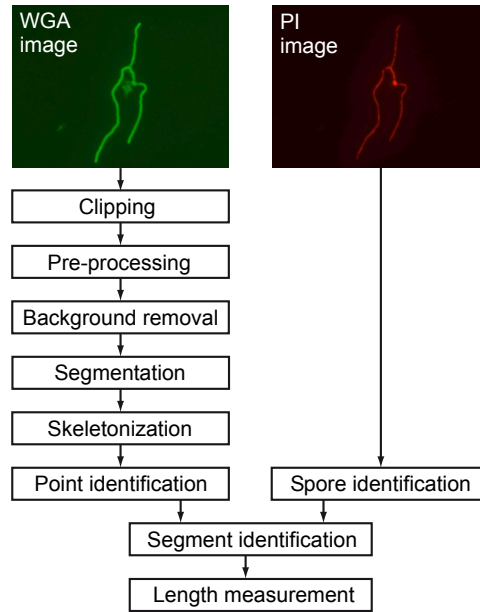 WGA
image
PI
image
Clipping
Pre-processing
Background removal
Segmentation
Skeletonization
Point identification
Spore identification
Segment identification
Length measurement